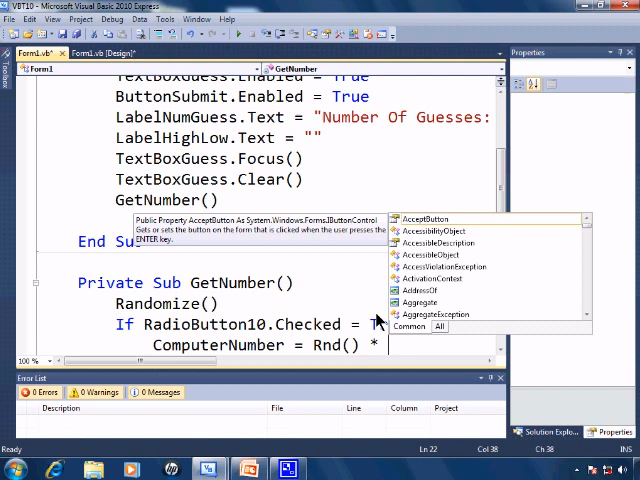 VBT10 - Microsoft Visual Basic 2010 Express
File Edit View Project Debug Data Tools Window Help
Form1.vb* Form1.vb [Design]*
Properties
Toolbox
Form1 GetNumber
TextBoxGuess.Enabled = True
ButtonSubmit.Enabled = True
LabelNumGuess.Text = "Number Of Guesses:
LabelHighLow.Text = ""
TextBoxGuess.Focus()
TextBoxGuess.Clear()
GetNumber()
Public Property AcceptButton As System.Windows.Forms.IButtonControl
Gets or sets the button on the form that is clicked when the user presses the
ENTER key.
AcceptButton
AccessibilityObject
AccessibleDescription
AccessibleObject
AccessViolationException
ActivationContext
AddressOf
Aggregate
AggregateException
Common All
End Sub
Private Sub GetNumber()
Randomize()
If RadioButton10.Checked =
ComputerNumber = Rnd() *
100 %
Error List
0 Errors 0 Warnings 0 Messages
Description File Line Column Project
Solution Explo... Properties
Ready Ln 22 Col 38 Ch 38 INS